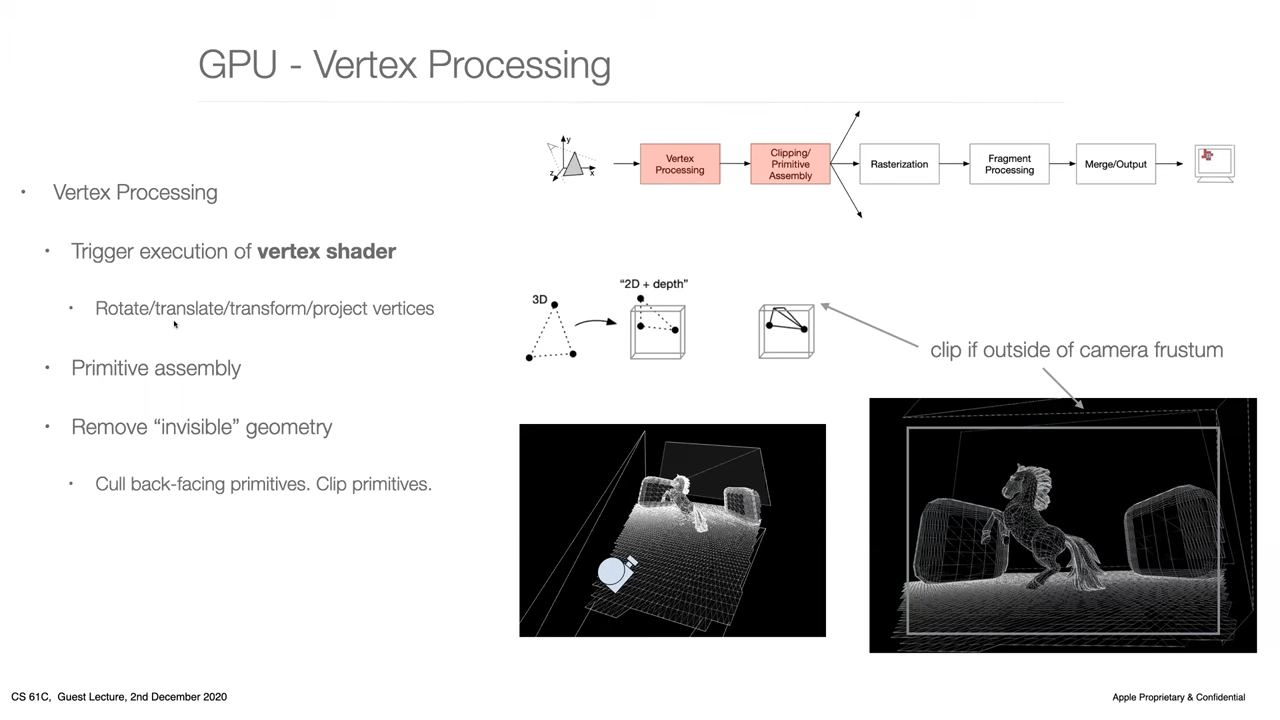 GPU - Vertex Processing
• Vertex Processing
• Trigger execution of vertex shader
• Rotate/translate/transform/project vertices
• Primitive assembly
• Remove “invisible” geometry
• Cull back-facing primitives. Clip primitives.
y
z
x
Vertex
Processing
Clipping/
Primitive
Assembly
Rasterization
Fragment
Processing
Merge/Output
3D
“2D + depth”
clip if outside of camera frustum
CS 61C, Guest Lecture, 2nd December 2020
Apple Proprietary & Confidential